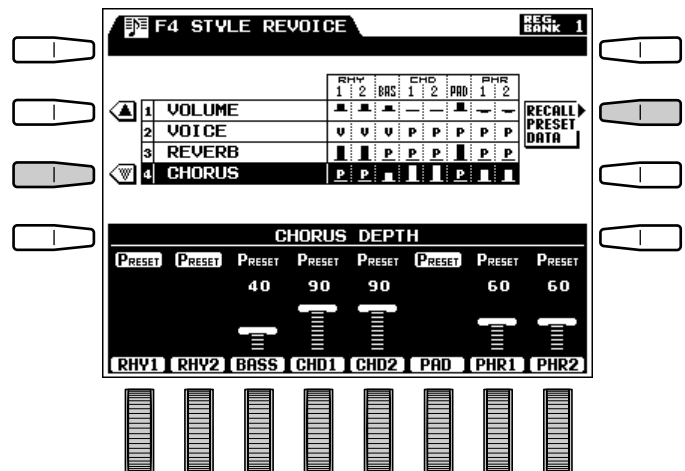 F4 STYLE REVOICE
REG. BANK 1
RHY CHD PHR
1 2 BAS 1 2 PAD 1 2
1 VOLUME
2 VOICE V V V P P P P P
3 REVERB P P P P P
4 CHORUS P P P
RECALL
PRESET
DATA
CHORUS DEPTH
PRESET PRESET PRESET PRESET PRESET PRESET PRESET PRESET
40 90 90 60 60
RHY1 RHY2 BASS CHD1 CHD2 PAD PHR1 PHR2